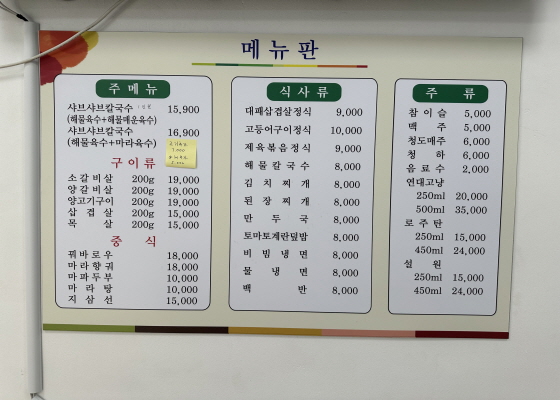 메뉴판
주메뉴
샤브샤브칼국수 15,900
(해물육수+해물매운육수)
샤브샤브칼국수 16,900
(해물육수+마라육수)
구이류
소갈비살 200g 19,000
양갈비살 200g 19,000
양고기구이 200g 19,000
삼겹살 200g 15,000
목살 200g 15,000
중식
꿔바로우 18,000
마라향궈 18,000
마파두부 10,000
마라탕 10,000
지삼선 15,000
식사류
대패삼겹살정식 9,000
고등어구이정식 10,000
제육볶음정식 9,000
해물칼국수 8,000
김치찌개 8,000
된장찌개 8,000
만두국 8,000
토마토계란덮밥 8,000
비빔냉면 8,000
물냉면 8,000
백반 8,000
주류
참이슬 5,000
맥주 5,000
청도매주 6,000
청하 6,000
음료수 2,000
연태고냥
250ml 20,000
500ml 35,000
로주탄
250ml 15,000
450ml 24,000
설원
250ml 15,000
450ml 24,000